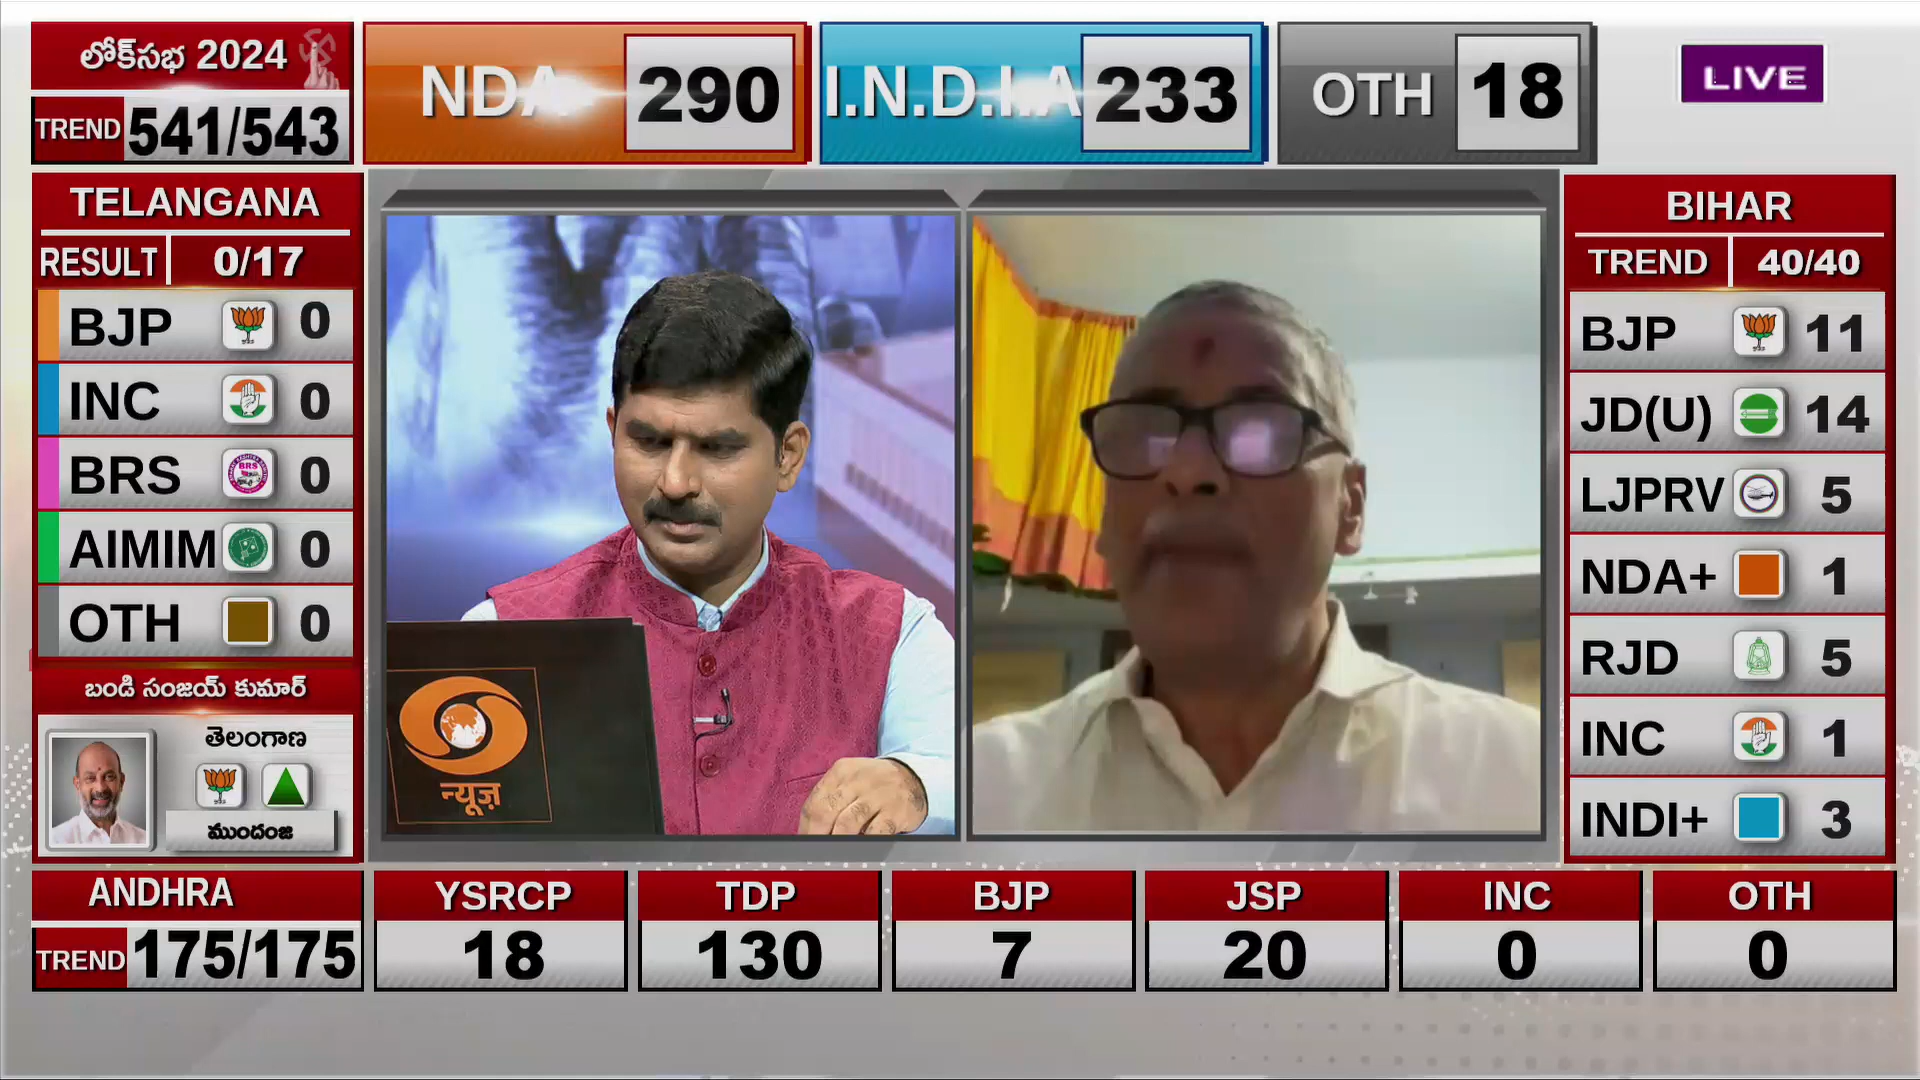 లోక్‌సభ 2024
TREND 541/543
NDA 290
I.N.D.I.A 233
OTH 18
LIVE
TELANGANA
RESULT 0/17
BJP 0
INC 0
BRS 0
AIMIM 0
OTH 0
బండి సంజయ్ కుమార్
తెలంగాణ
ముందంజ
न्यूज़
BIHAR
TREND 40/40
BJP 11
JD(U) 14
LJPRV 5
NDA+ 1
RJD 5
INC 1
INDI+ 3
ANDHRA
TREND 175/175
YSRCP 18
TDP 130
BJP 7
JSP 20
INC 0
OTH 0